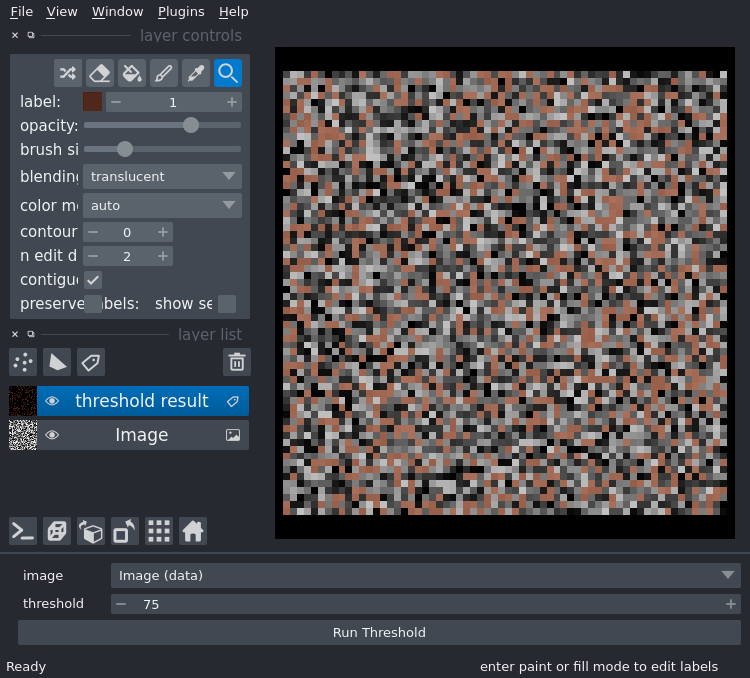 File View Window Plugins Help
layer controls
label: 1
opacity:
brush si
blending translucent
color m auto
contour 0
n edit d 2
contigu
preserve abels: show se
layer list
threshold result
Image
image Image (data)
threshold 75
Run Threshold
Ready enter paint or fill mode to edit labels